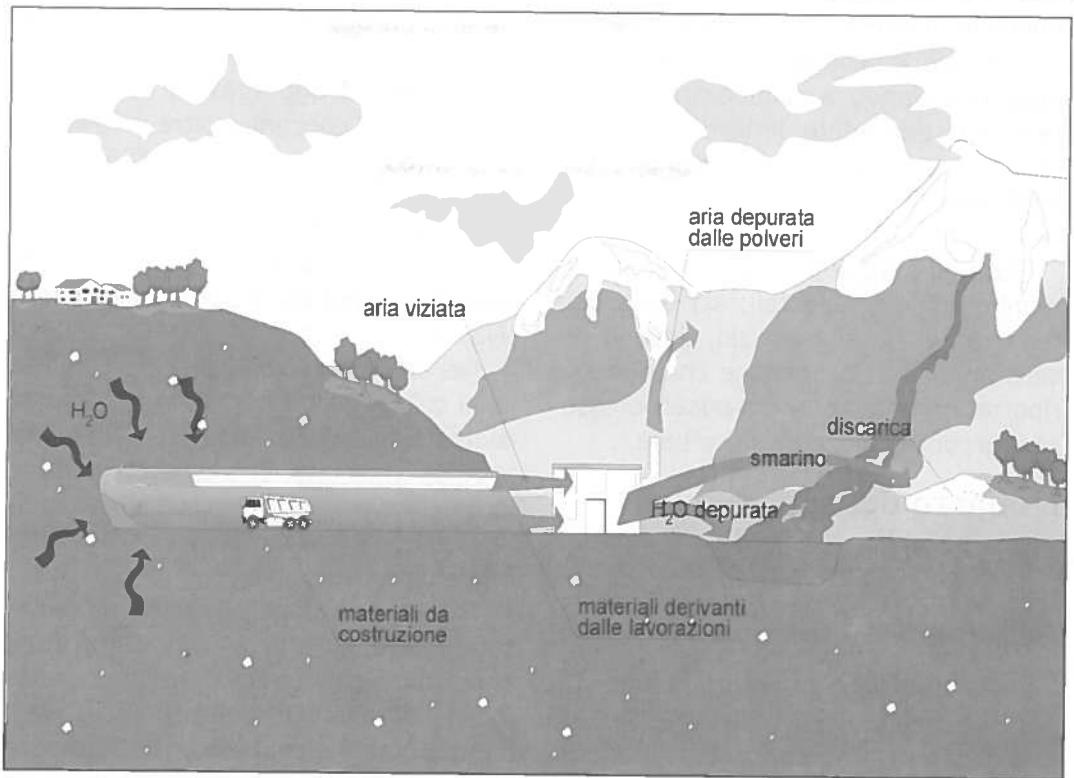 aria depurata
dalle polveri
aria viziata
H₂O
discarica
smarino
H₂O depurata
materiali da
costruzione
materiali derivanti
dalle lavorazioni